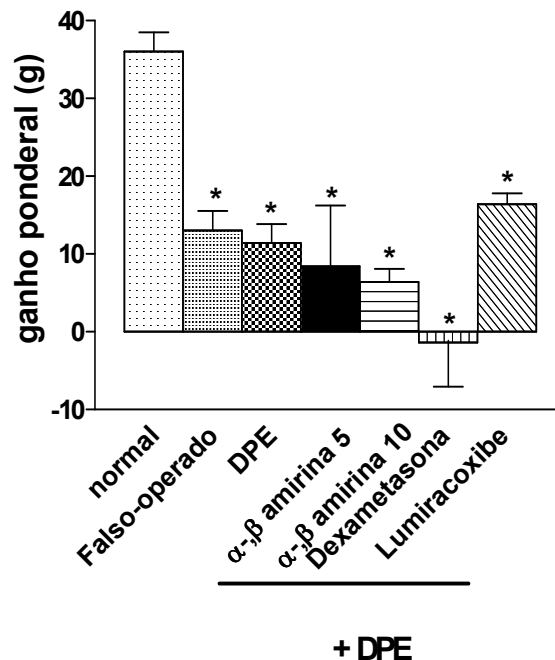 ganho ponderal (g)
40
30
20
10
0
-10
* * * * * *
normal
Falso-operado
DPE
α-,β amirina 5
α-,β amirina 10
Dexametasona
Lumiracoxibe
+ DPE